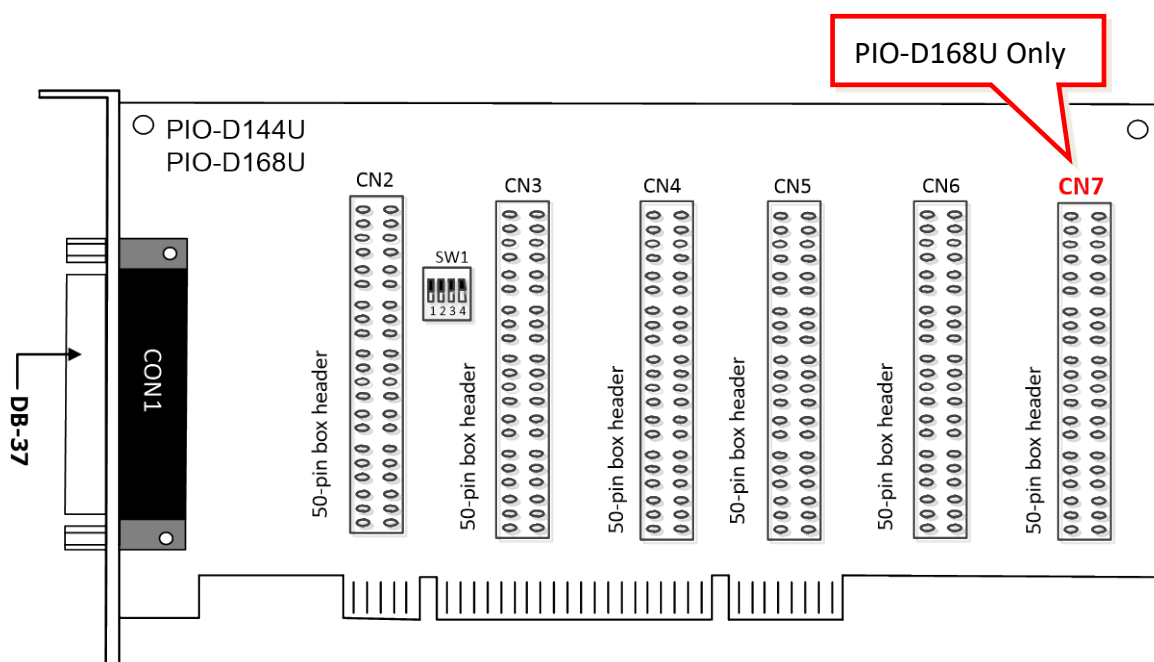 PIO-D168U Only
PIO-D144U
PIO-D168U
CN2
CN3
CN4
CN5
CN6
CN7
SW1
1 2 3 4
CON1
DB-37
50-pin box header
50-pin box header
50-pin box header
50-pin box header
50-pin box header
50-pin box header